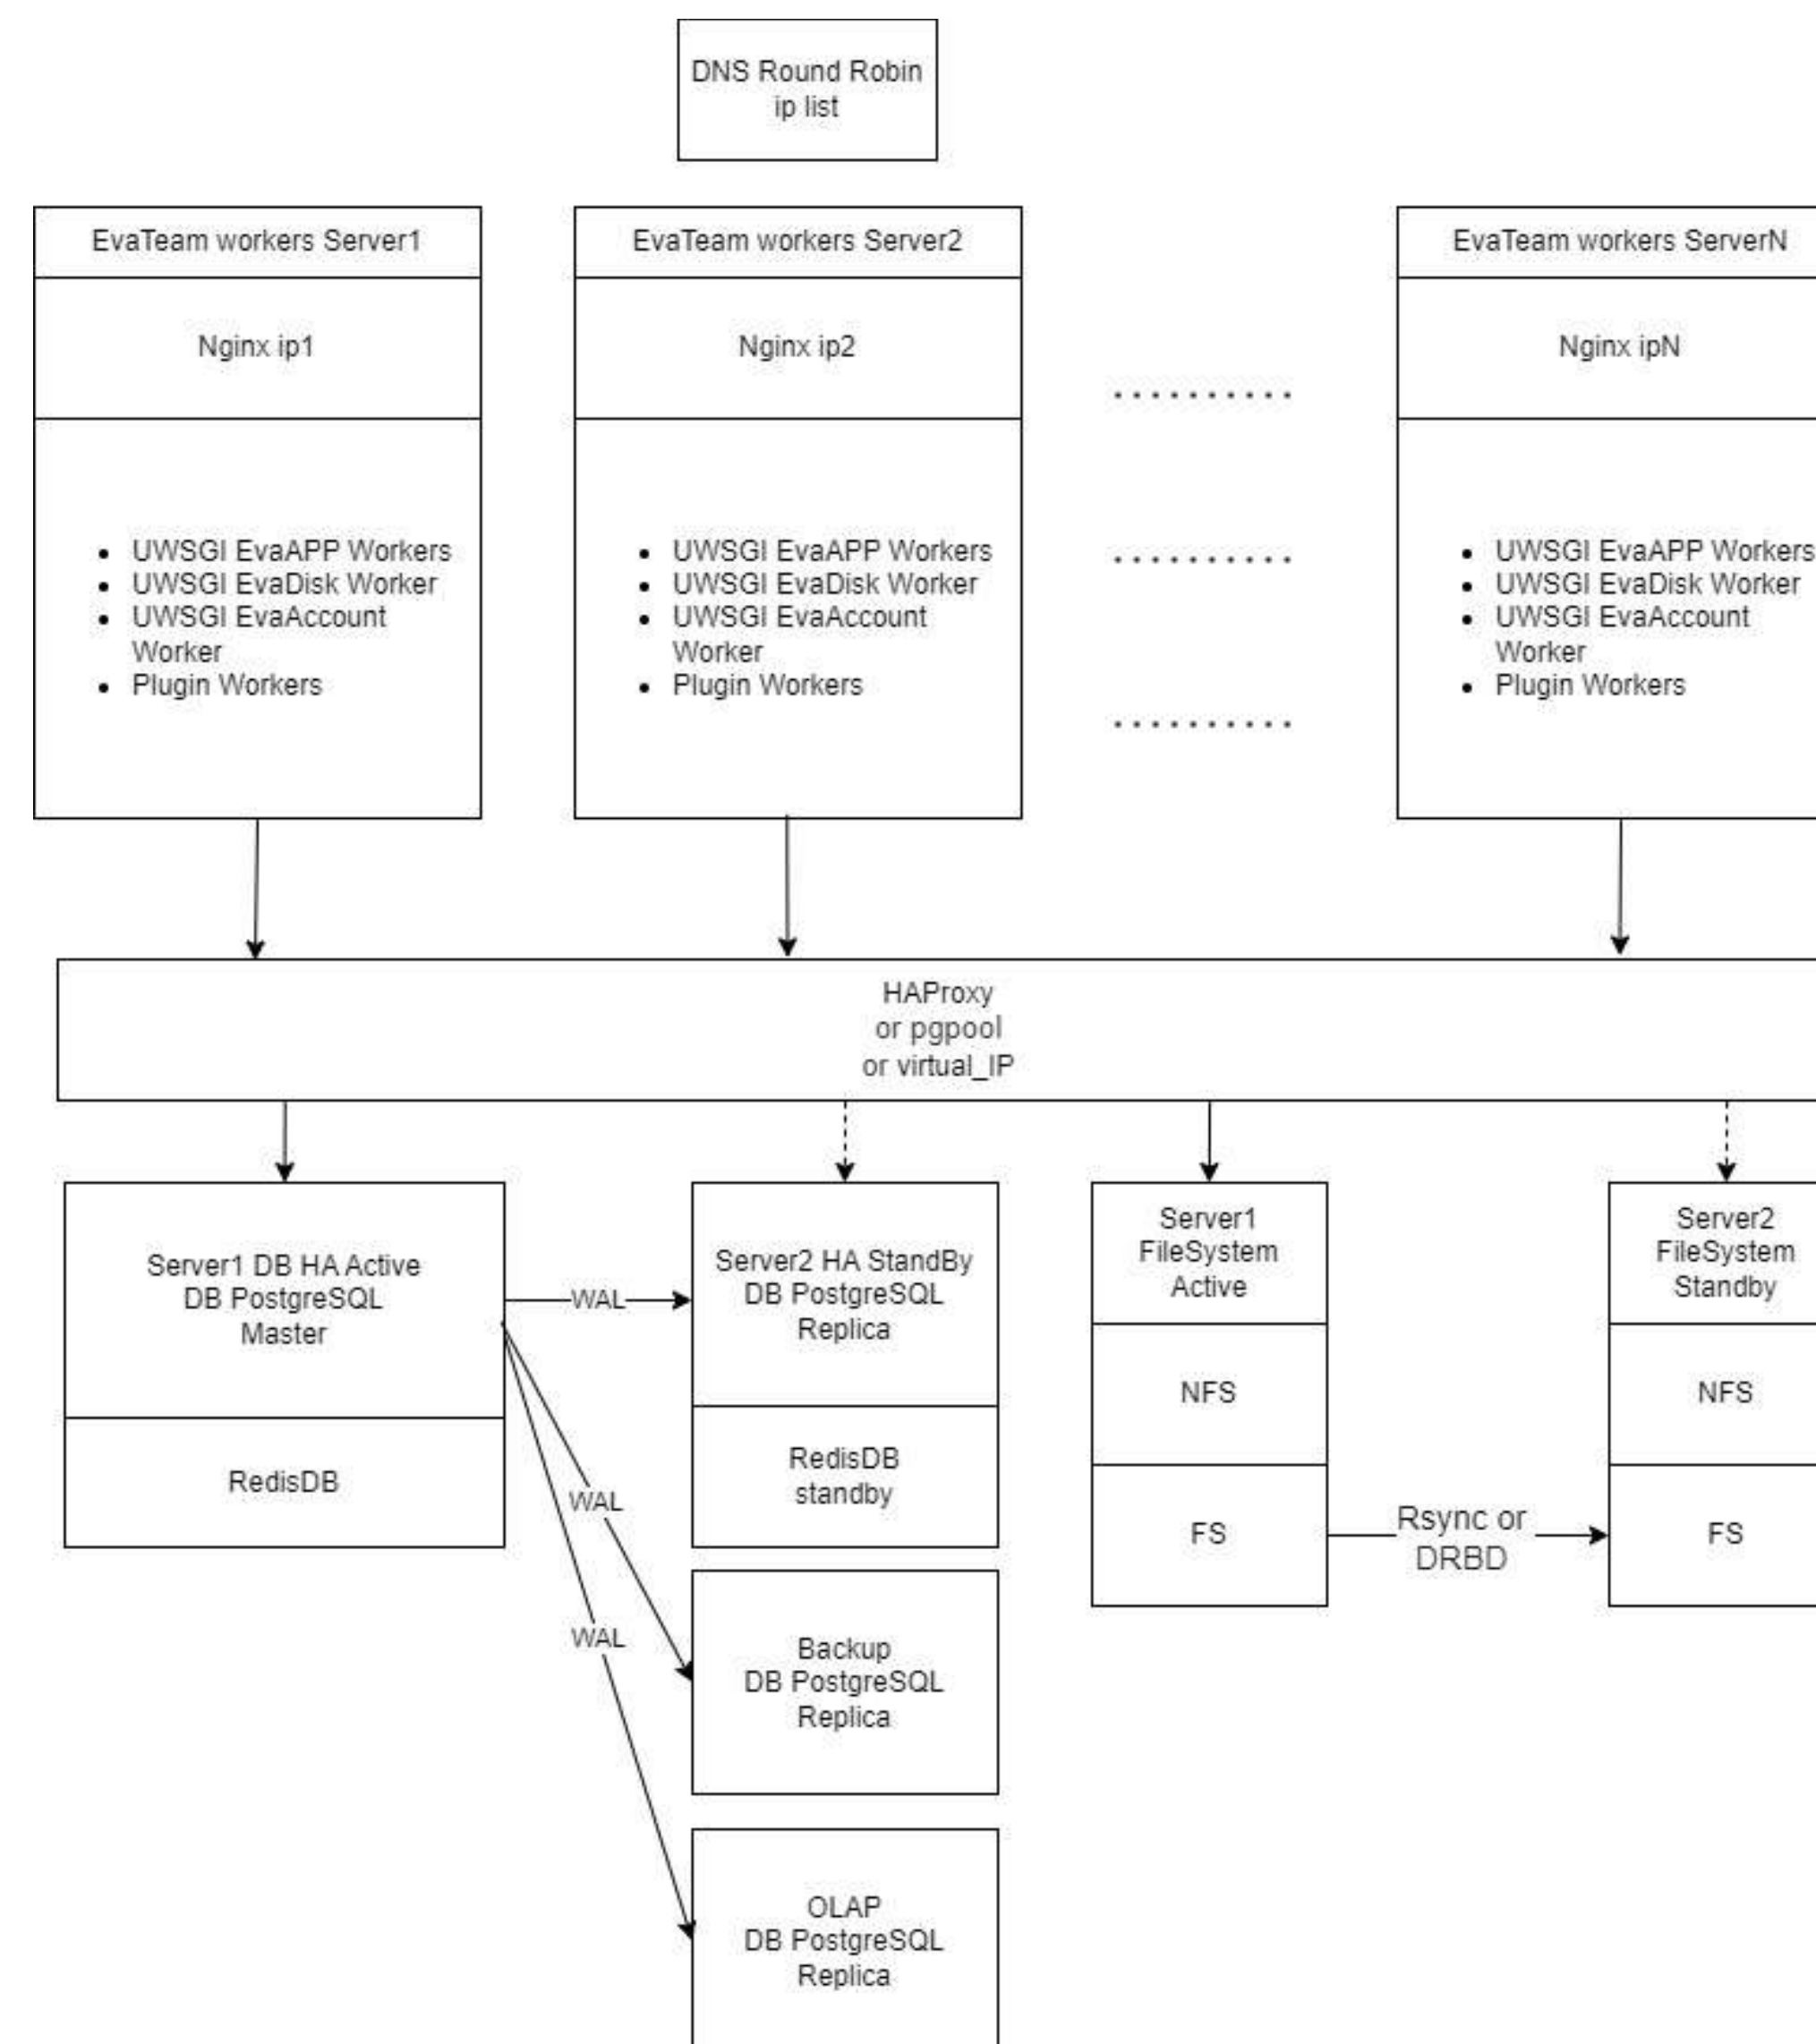 DNS Round Robin
ip list
EvaTeam workers Server1
Nginx ip1
• UWSGI EvaAPP Workers
• UWSGI EvaDisk Worker
• UWSGI EvaAccount
Worker
• Plugin Workers
EvaTeam workers Server2
Nginx ip2
• UWSGI EvaAPP Workers
• UWSGI EvaDisk Worker
• UWSGI EvaAccount
Worker
• Plugin Workers
..........
..........
..........
EvaTeam workers ServerN
Nginx ipN
• UWSGI EvaAPP Workers
• UWSGI EvaDisk Worker
• UWSGI EvaAccount
Worker
• Plugin Workers
HAProxy
or pgpool
or virtual_IP
Server1 DB HA Active
DB PostgreSQL
Master
RedisDB
WAL
WAL
WAL
Server2 HA StandBy
DB PostgreSQL
Replica
RedisDB
standby
Backup
DB PostgreSQL
Replica
OLAP
DB PostgreSQL
Replica
Server1
FileSystem
Active
NFS
FS
Rsync or
DRBD
Server2
FileSystem
Standby
NFS
FS